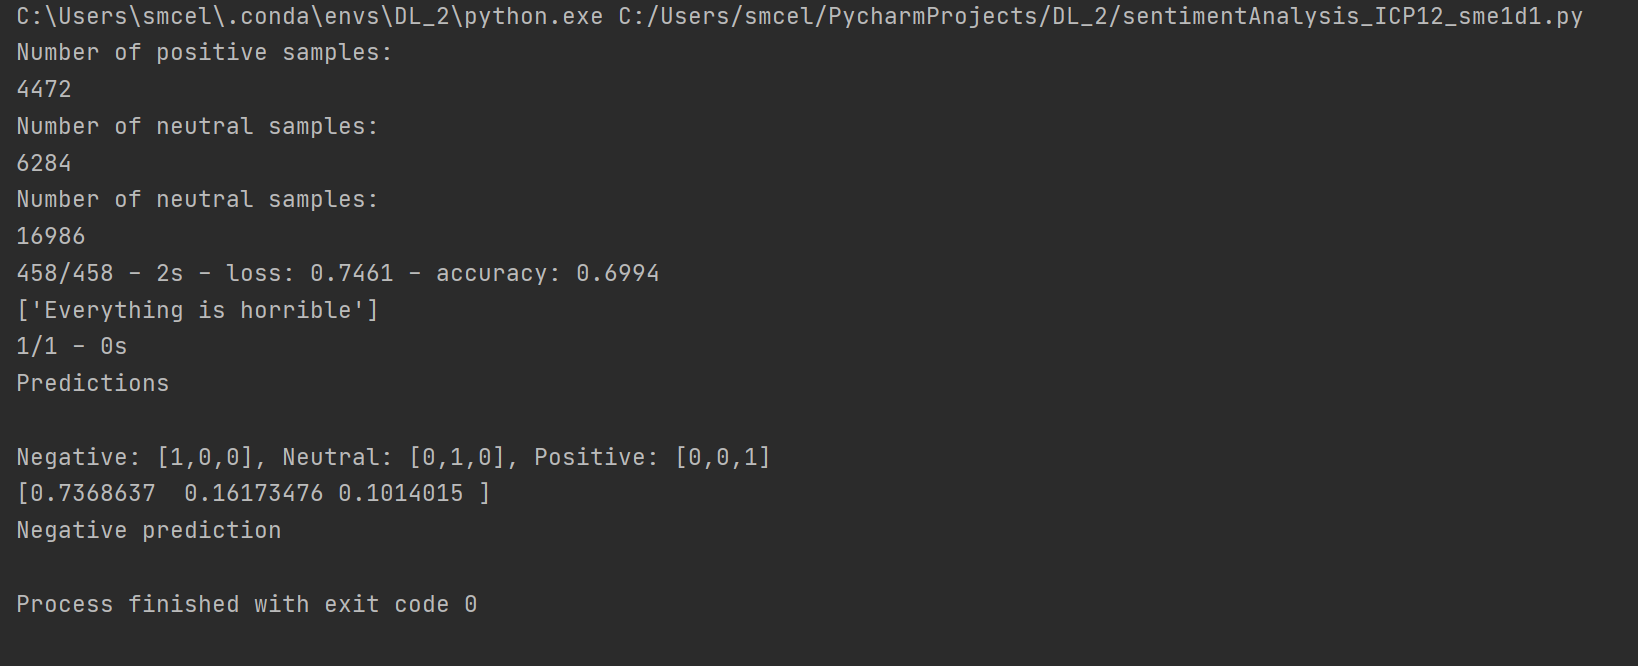 C:\Users\smcel\.conda\envs\DL_2\python.exe C:/Users/smcel/PycharmProjects/DL_2/sentimentAnalysis_ICP12_sme1d1.py
Number of positive samples:
4472
Number of neutral samples:
6284
Number of neutral samples:
16986
458/458 - 2s - loss: 0.7461 - accuracy: 0.6994
['Everything is horrible']
1/1 - 0s
Predictions
Negative: [1,0,0], Neutral: [0,1,0], Positive: [0,0,1]
[0.7368637  0.16173476 0.1014015 ]
Negative prediction
Process finished with exit code 0